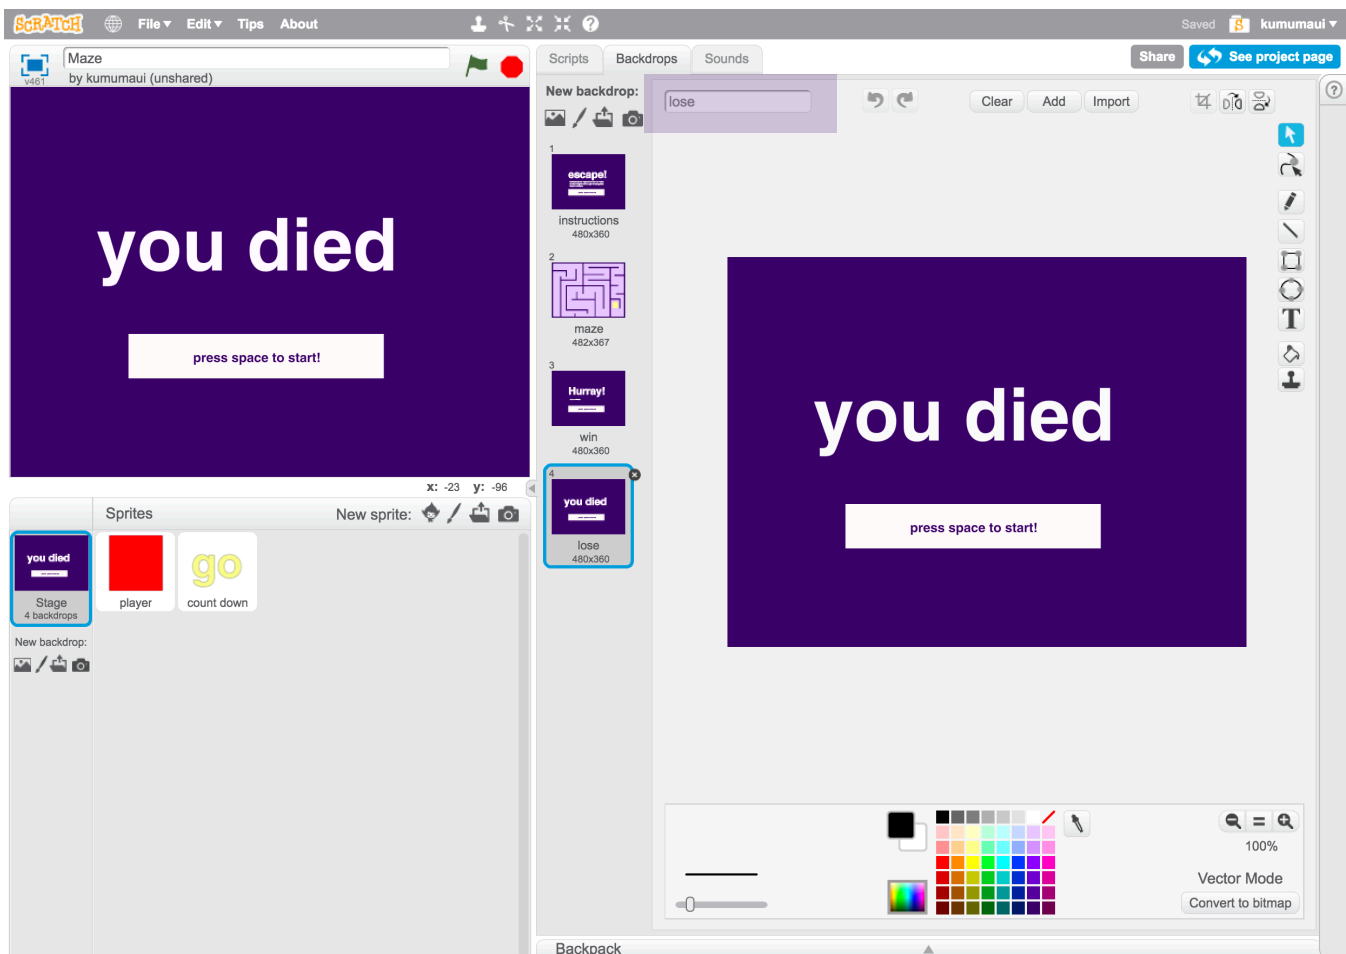 SCRATCH File Edit Tips About Saved kumumaui
Maze
v461 by kumumaui (unshared)
Scripts Backdrops Sounds
Share See project page
New backdrop:
lose
Clear Add Import
1
escape!
instructions
480x360
2
maze
482x367
3
Hurray!
win
480x360
4
you died
lose
480x360
you died
press space to start!
x: -23 y: -96
Sprites New sprite:
you died
Stage
4 backdrops
player
go
count down
New backdrop:
you died
press space to start!
T
100%
Vector Mode
Convert to bitmap
Backpack